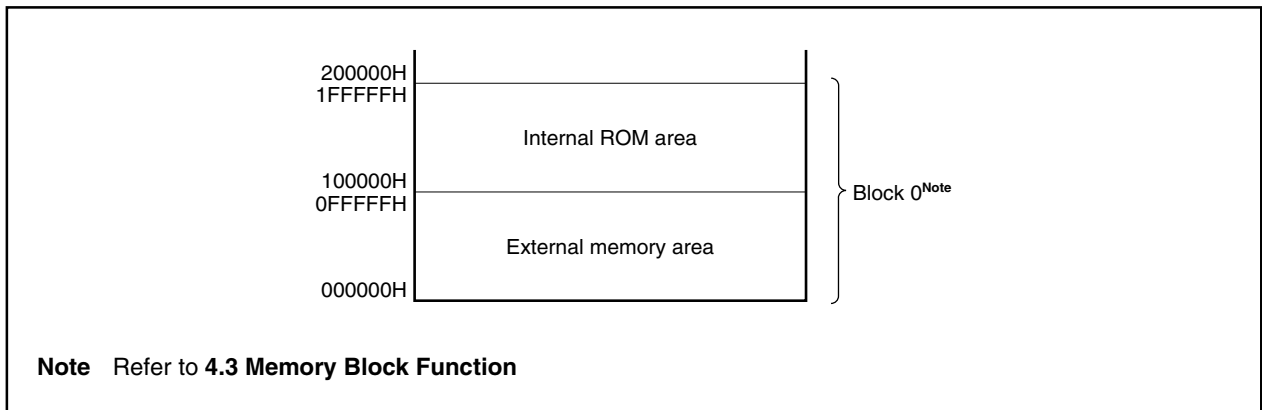 200000H
1FFFFFH
Internal ROM area
100000H
0FFFFFH
Block 0Note
External memory area
000000H
Note Refer to 4.3 Memory Block Function